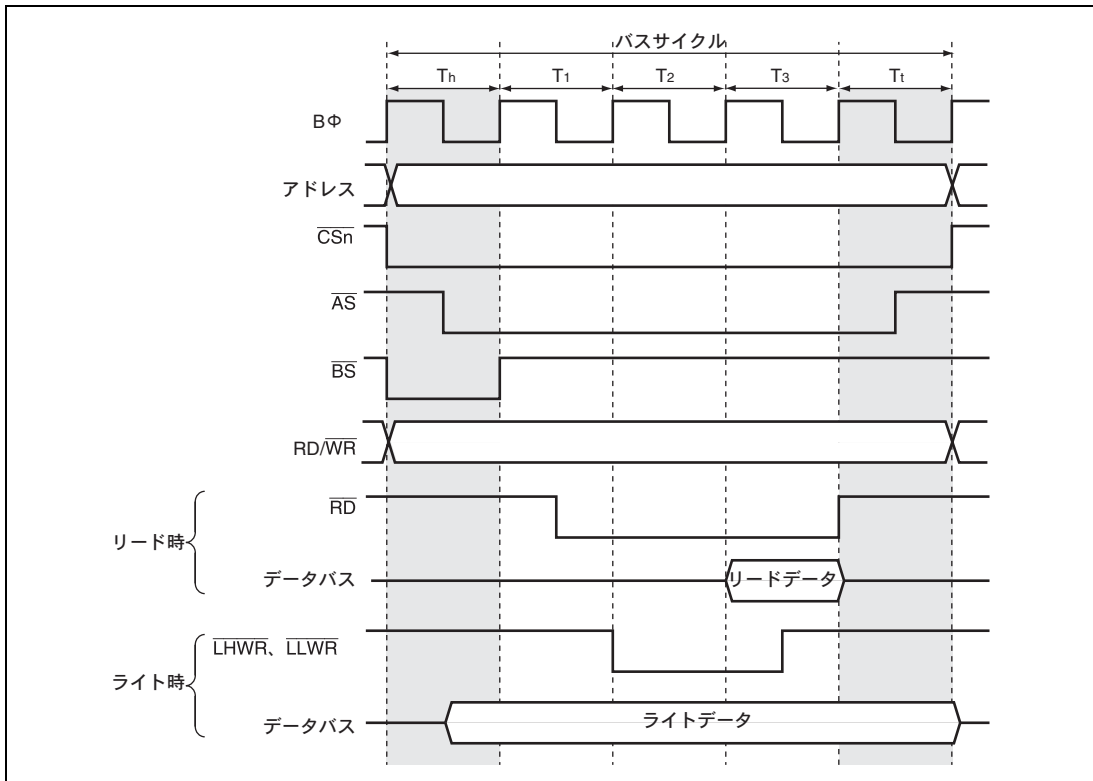 バスサイクル
Th T1 T2 T3 Tt
BΦ
アドレス
CSn
AS
BS
RD/WR
RD
リード時
データバス リードデータ
LHWR、LLWR
ライト時
データバス ライトデータ